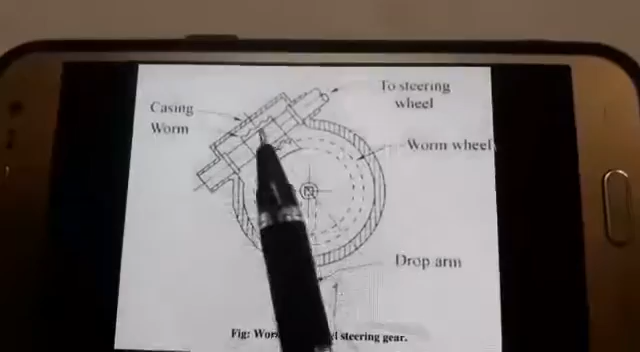 To steering
wheel
Casing
Worm
Worm wheel
Drop arm
Fig: Wor l steering gear.